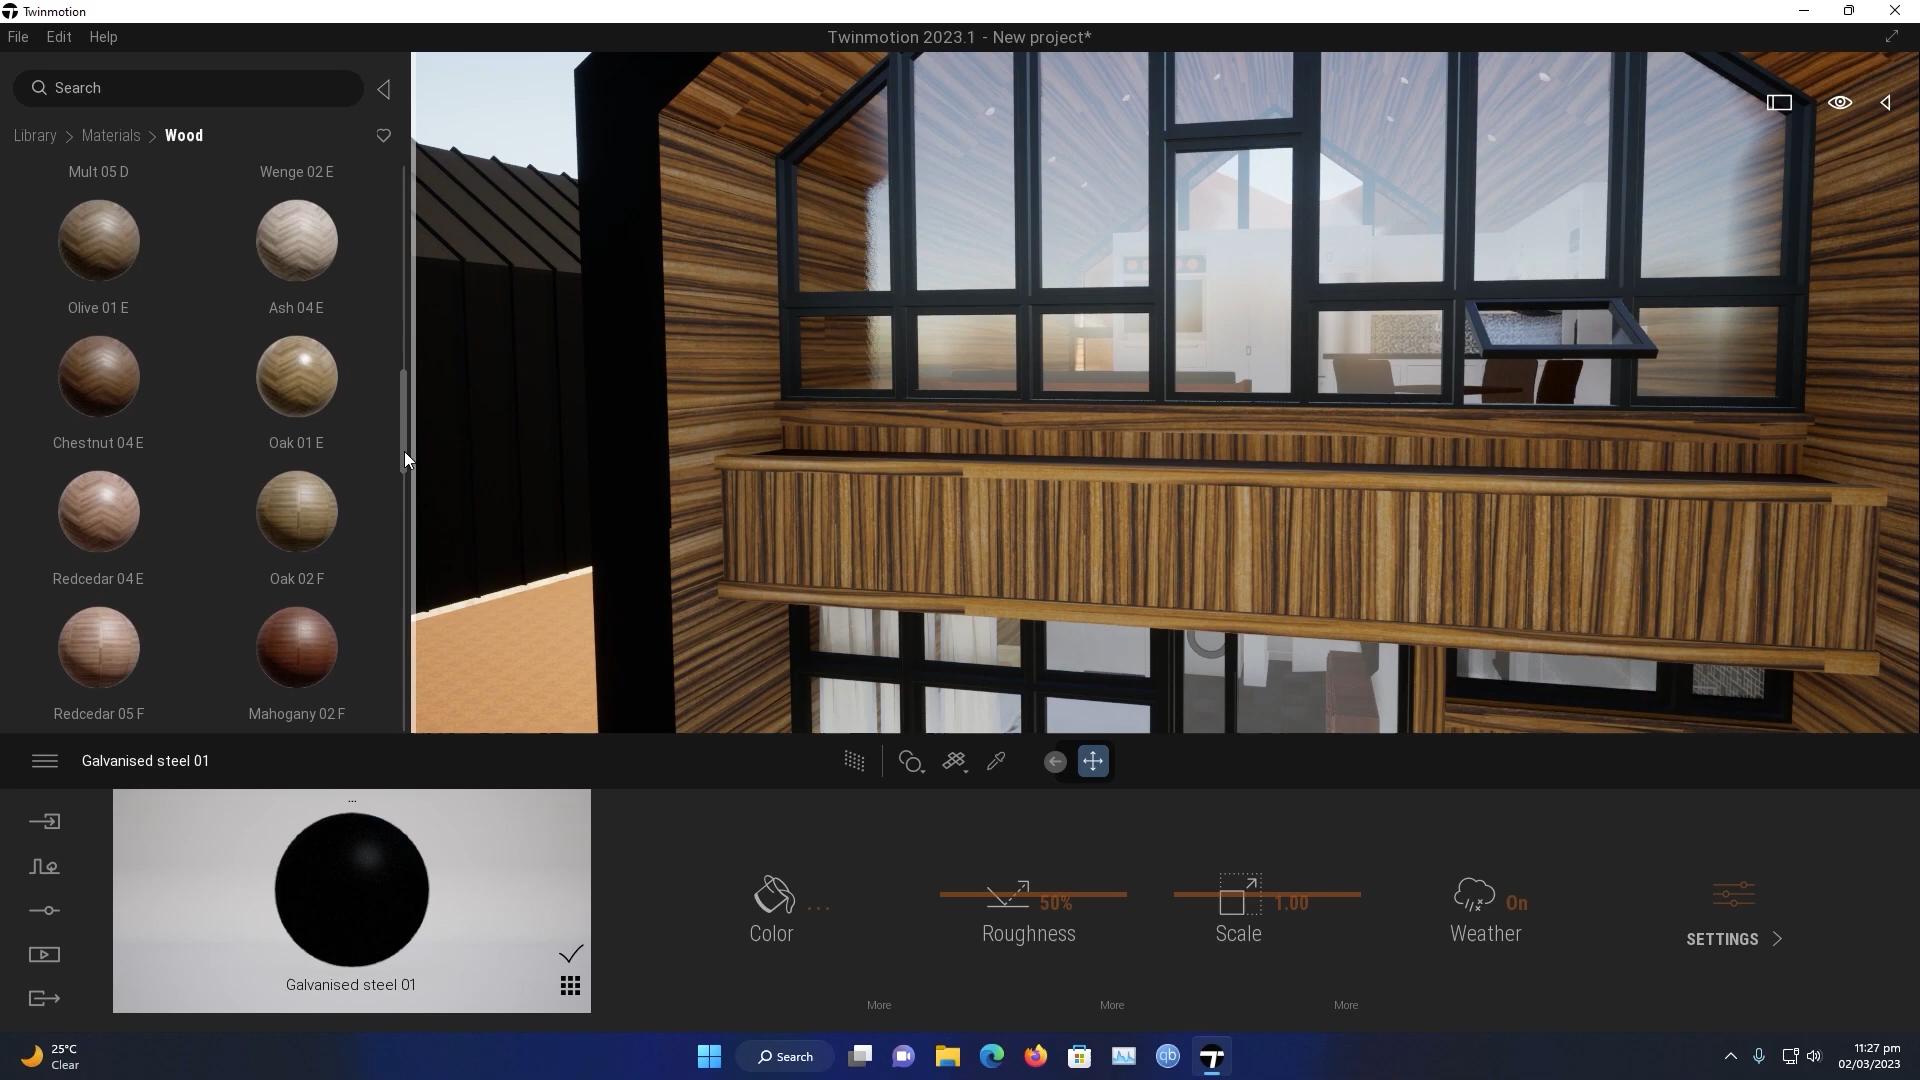 Twinmotion
File Edit Help
Twinmotion 2023.1 - New project*
Search
Library > Materials > Wood
Mult 05 D
Wenge 02 E
Olive 01 E
Ash 04 E
Chestnut 04 E
Oak 01 E
Redcedar 04 E
Oak 02 F
Redcedar 05 F
Mahogany 02 F
Galvanised steel 01
...
Galvanised steel 01
Color
...
More
Roughness
50%
More
Scale
1.00
More
Weather
On
SETTINGS >
25°C
Clear
Search
qb
11:27 pm
02/03/2023